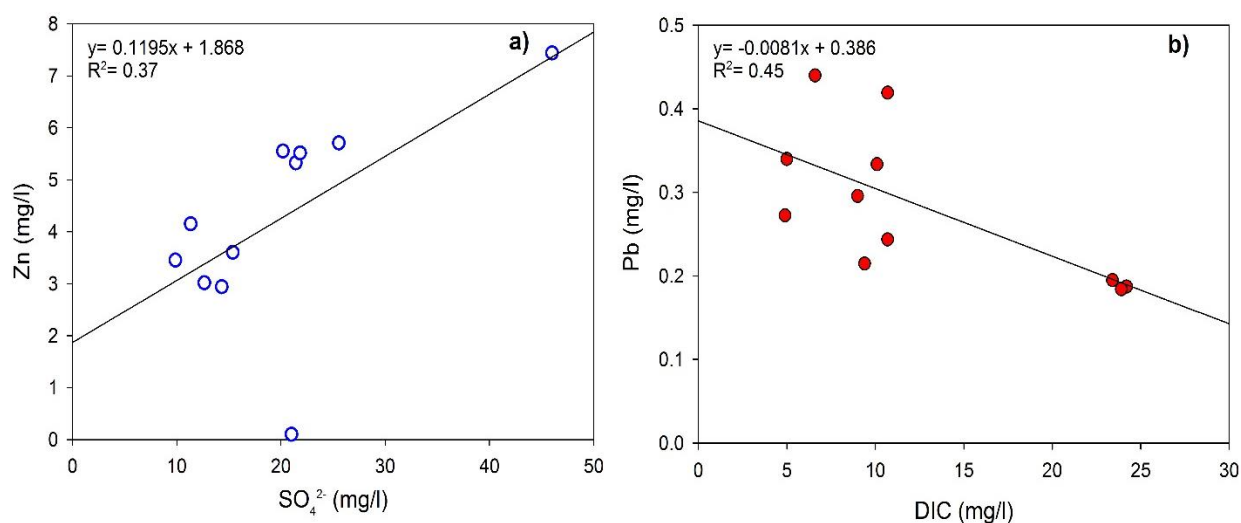 y= 0.1195x + 1.868
R²= 0.37
a)
8
7
6
5
4
3
2
1
0
Zn (mg/l)
0 10 20 30 40 50
SO₄²⁻ (mg/l)
y= -0.0081x + 0.386
R²= 0.45
b)
0.5
0.4
0.3
0.2
0.1
0.0
Pb (mg/l)
0 5 10 15 20 25 30
DIC (mg/l)